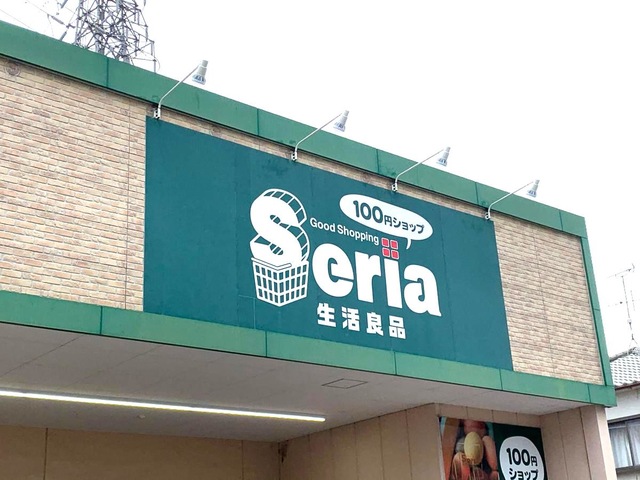 100円ショップ
Good Shopping
Seria
生活良品
100円
ショップ